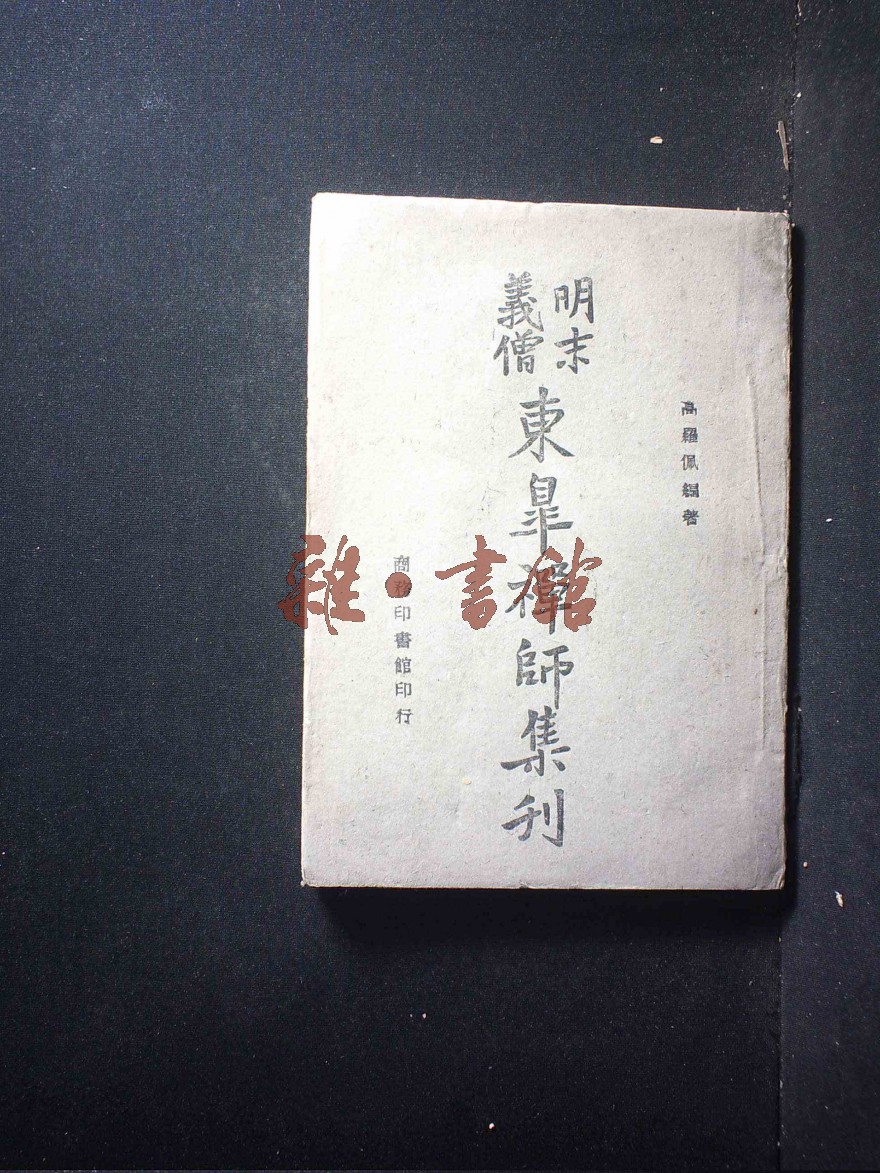 高羅佩編著
明末
義僧
東皐禪師集刊
商務印書館印行
雜·書館